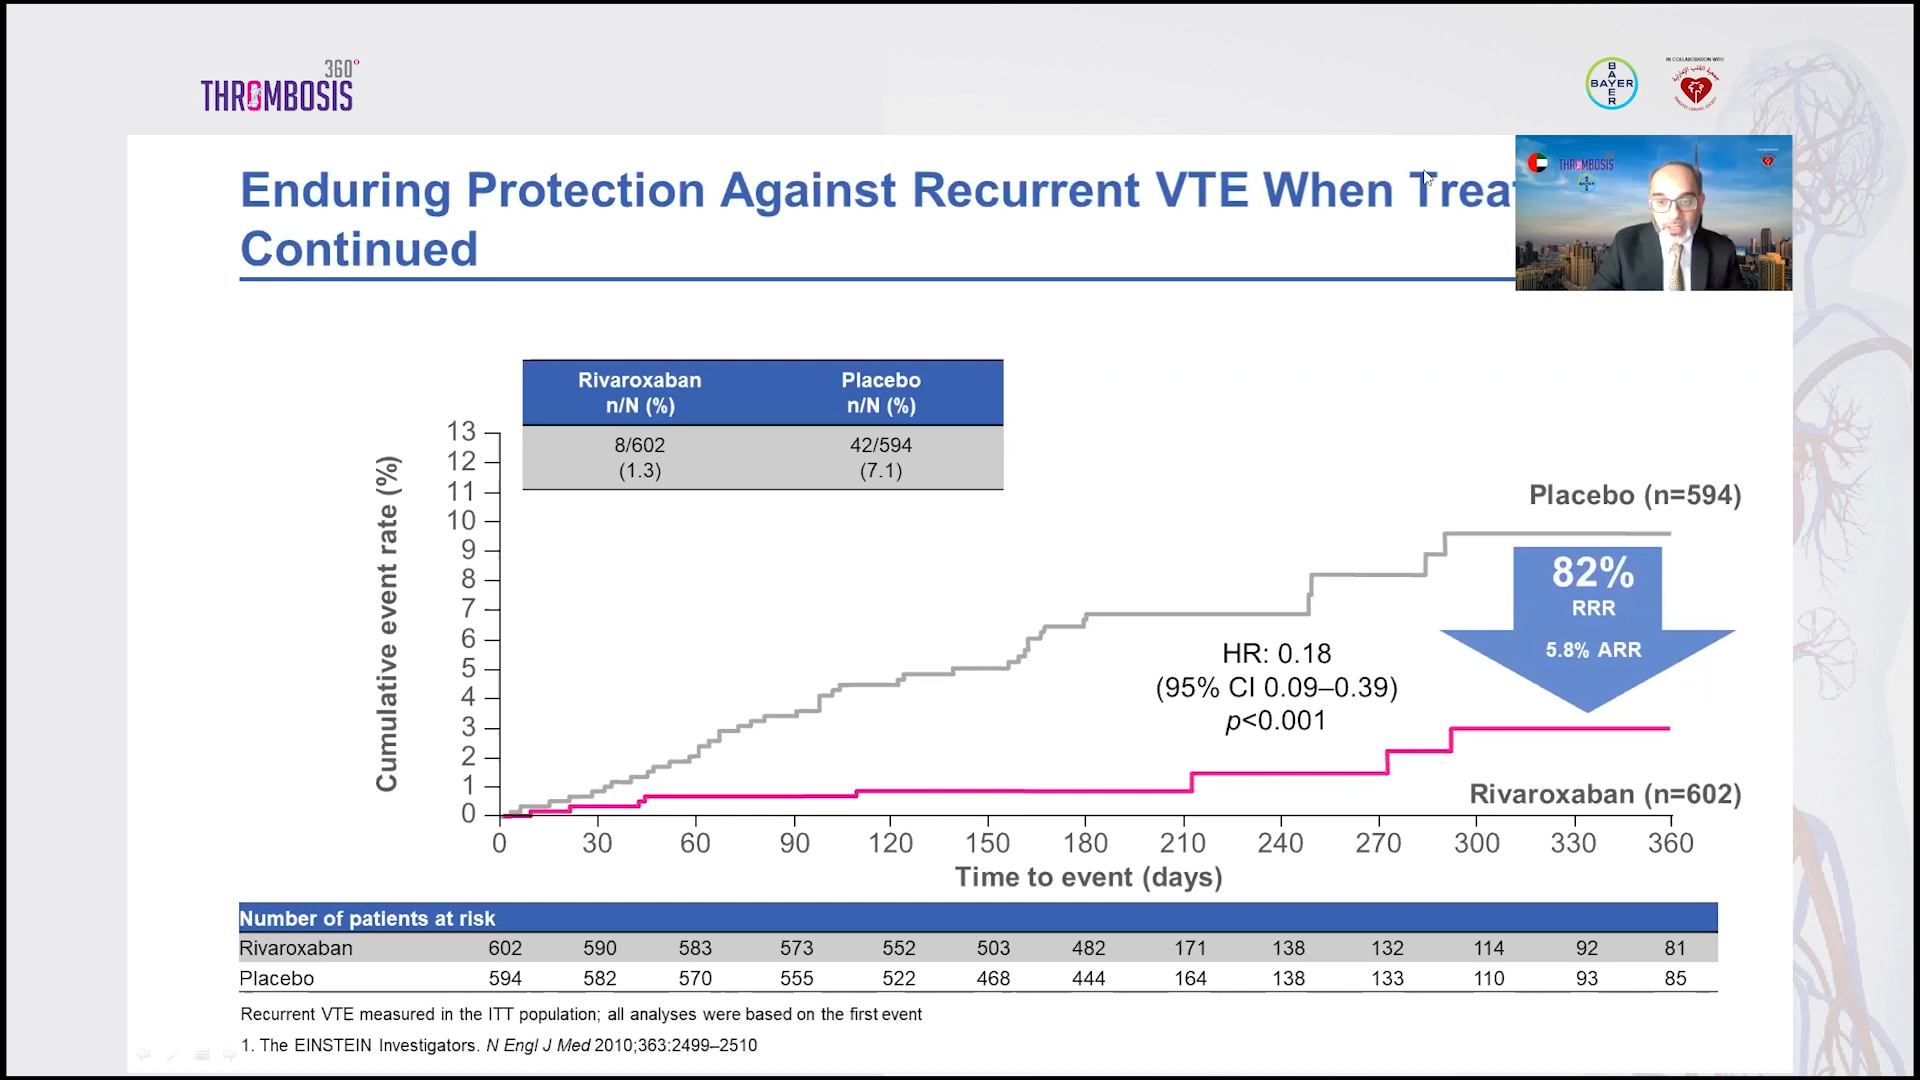 360°
THROMBOSIS
BAYER
BAYER
IN COLLABORATION WITH
Enduring Protection Against Recurrent VTE When Treat
Continued
THROMBOSIS
Rivaroxaban Placebo
n/N (%) n/N (%)
8/602 42/594
(1.3) (7.1)
Cumulative event rate (%)
13
12
11
10
9
8
7
6
5
4
3
2
1
0
Placebo (n=594)
82%
RRR
5.8% ARR
HR: 0.18
(95% CI 0.09–0.39)
p<0.001
Rivaroxaban (n=602)
0 30 60 90 120 150 180 210 240 270 300 330 360
Time to event (days)
Number of patients at risk
Rivaroxaban 602 590 583 573 552 503 482 171 138 132 114 92 81
Placebo 594 582 570 555 522 468 444 164 138 133 110 93 85
Recurrent VTE measured in the ITT population; all analyses were based on the first event
1. The EINSTEIN Investigators. N Engl J Med 2010;363:2499–2510